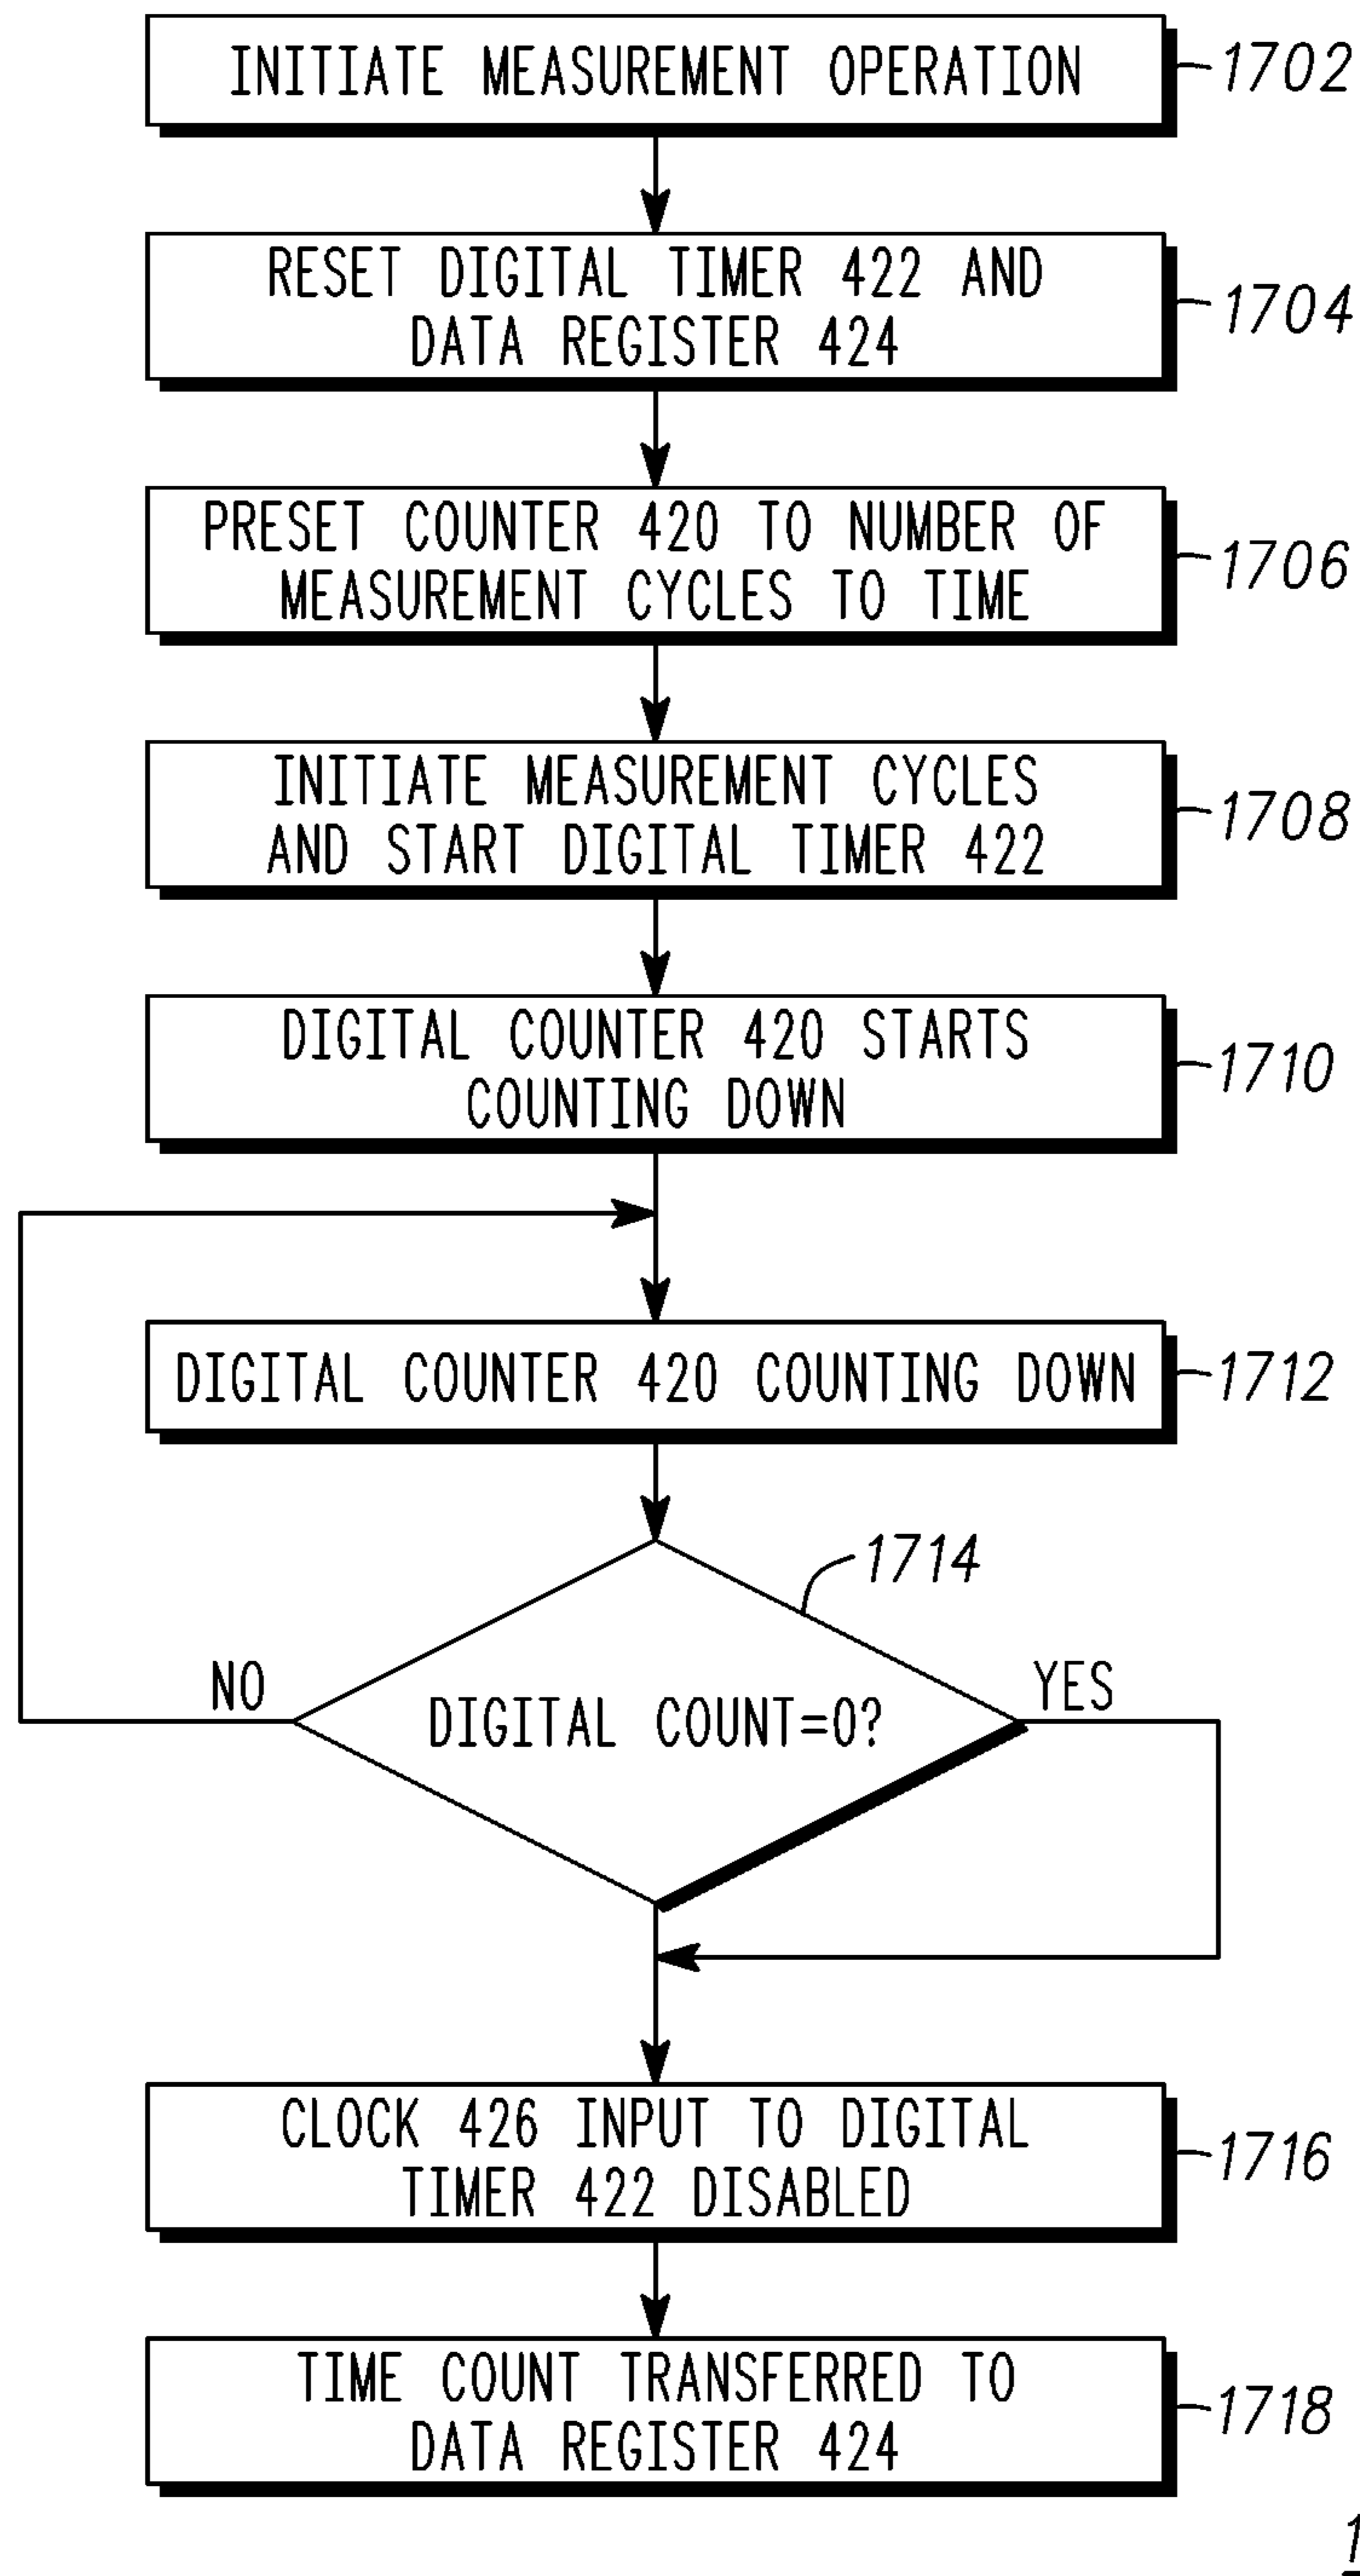 INITIATE MEASUREMENT OPERATION
1702
RESET DIGITAL TIMER 422 AND
DATA REGISTER 424
1704
PRESET COUNTER 420 TO NUMBER OF
MEASUREMENT CYCLES TO TIME
1706
INITIATE MEASUREMENT CYCLES
AND START DIGITAL TIMER 422
1708
DIGITAL COUNTER 420 STARTS
COUNTING DOWN
1710
DIGITAL COUNTER 420 COUNTING DOWN
1712
1714
NO
DIGITAL COUNT=0?
YES
CLOCK 426 INPUT TO DIGITAL
TIMER 422 DISABLED
1716
TIME COUNT TRANSFERRED TO
DATA REGISTER 424
1718